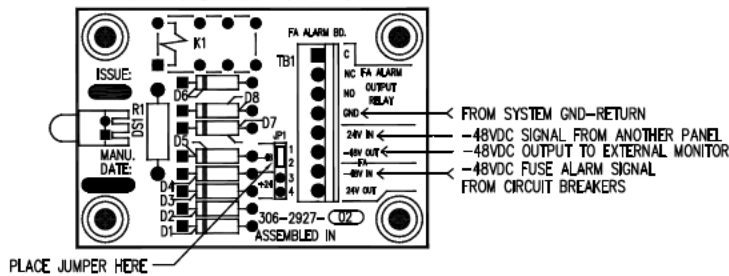 FA ALARM BD.
K1
TB1
C
NC FA ALARM
OUTPUT
NO RELAY
GND
24V IN
-48V OUT
FA
-48V IN
24V OUT
ISSUE:
R1
DS1
MANU.
DATE:
D6
D8
D7
D5
JP1
1
2
3
4
-48
+24
D4
D3
D2
D1
306-2927-02
ASSEMBLED IN
FROM SYSTEM GND-RETURN
-48VDC SIGNAL FROM ANOTHER PANEL
-48VDC OUTPUT TO EXTERNAL MONITOR
-48VDC FUSE ALARM SIGNAL
FROM CIRCUIT BREAKERS
PLACE JUMPER HERE